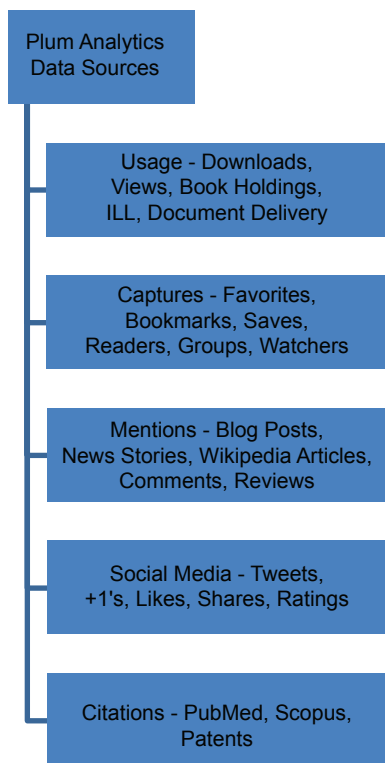 Plum Analytics
Data Sources
Usage - Downloads,
Views, Book Holdings,
ILL, Document Delivery
Captures - Favorites,
Bookmarks, Saves,
Readers, Groups, Watchers
Mentions - Blog Posts,
News Stories, Wikipedia Articles,
Comments, Reviews
Social Media - Tweets,
+1's, Likes, Shares, Ratings
Citations - PubMed, Scopus,
Patents